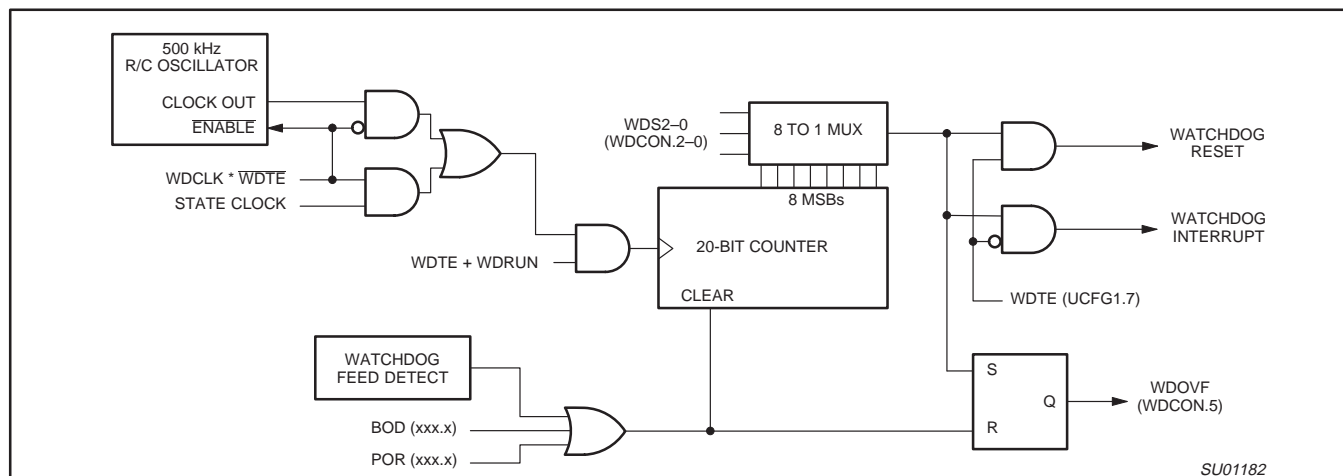 500 kHz
R/C OSCILLATOR
CLOCK OUT
ENABLE
WDCLK * WDTE
STATE CLOCK
WDS2–0
(WDCON.2–0)
8 TO 1 MUX
8 MSBs
WDTE + WDRUN
20-BIT COUNTER
CLEAR
WATCHDOG
RESET
WATCHDOG
INTERRUPT
WDTE (UCFG1.7)
WATCHDOG
FEED DETECT
BOD (xxx.x)
POR (xxx.x)
S
Q
R
WDOVF
(WDCON.5)
SU01182